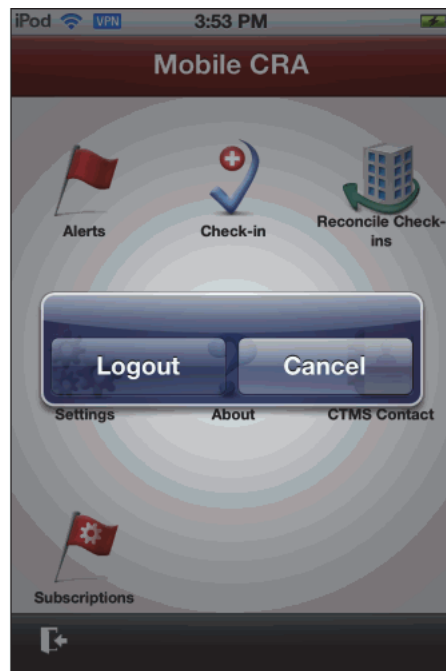 iPod VPN 3:53 PM
Mobile CRA
Alerts Check-in Reconcile Check-
ins
Logout Cancel
Settings About CTMS Contact
Subscriptions